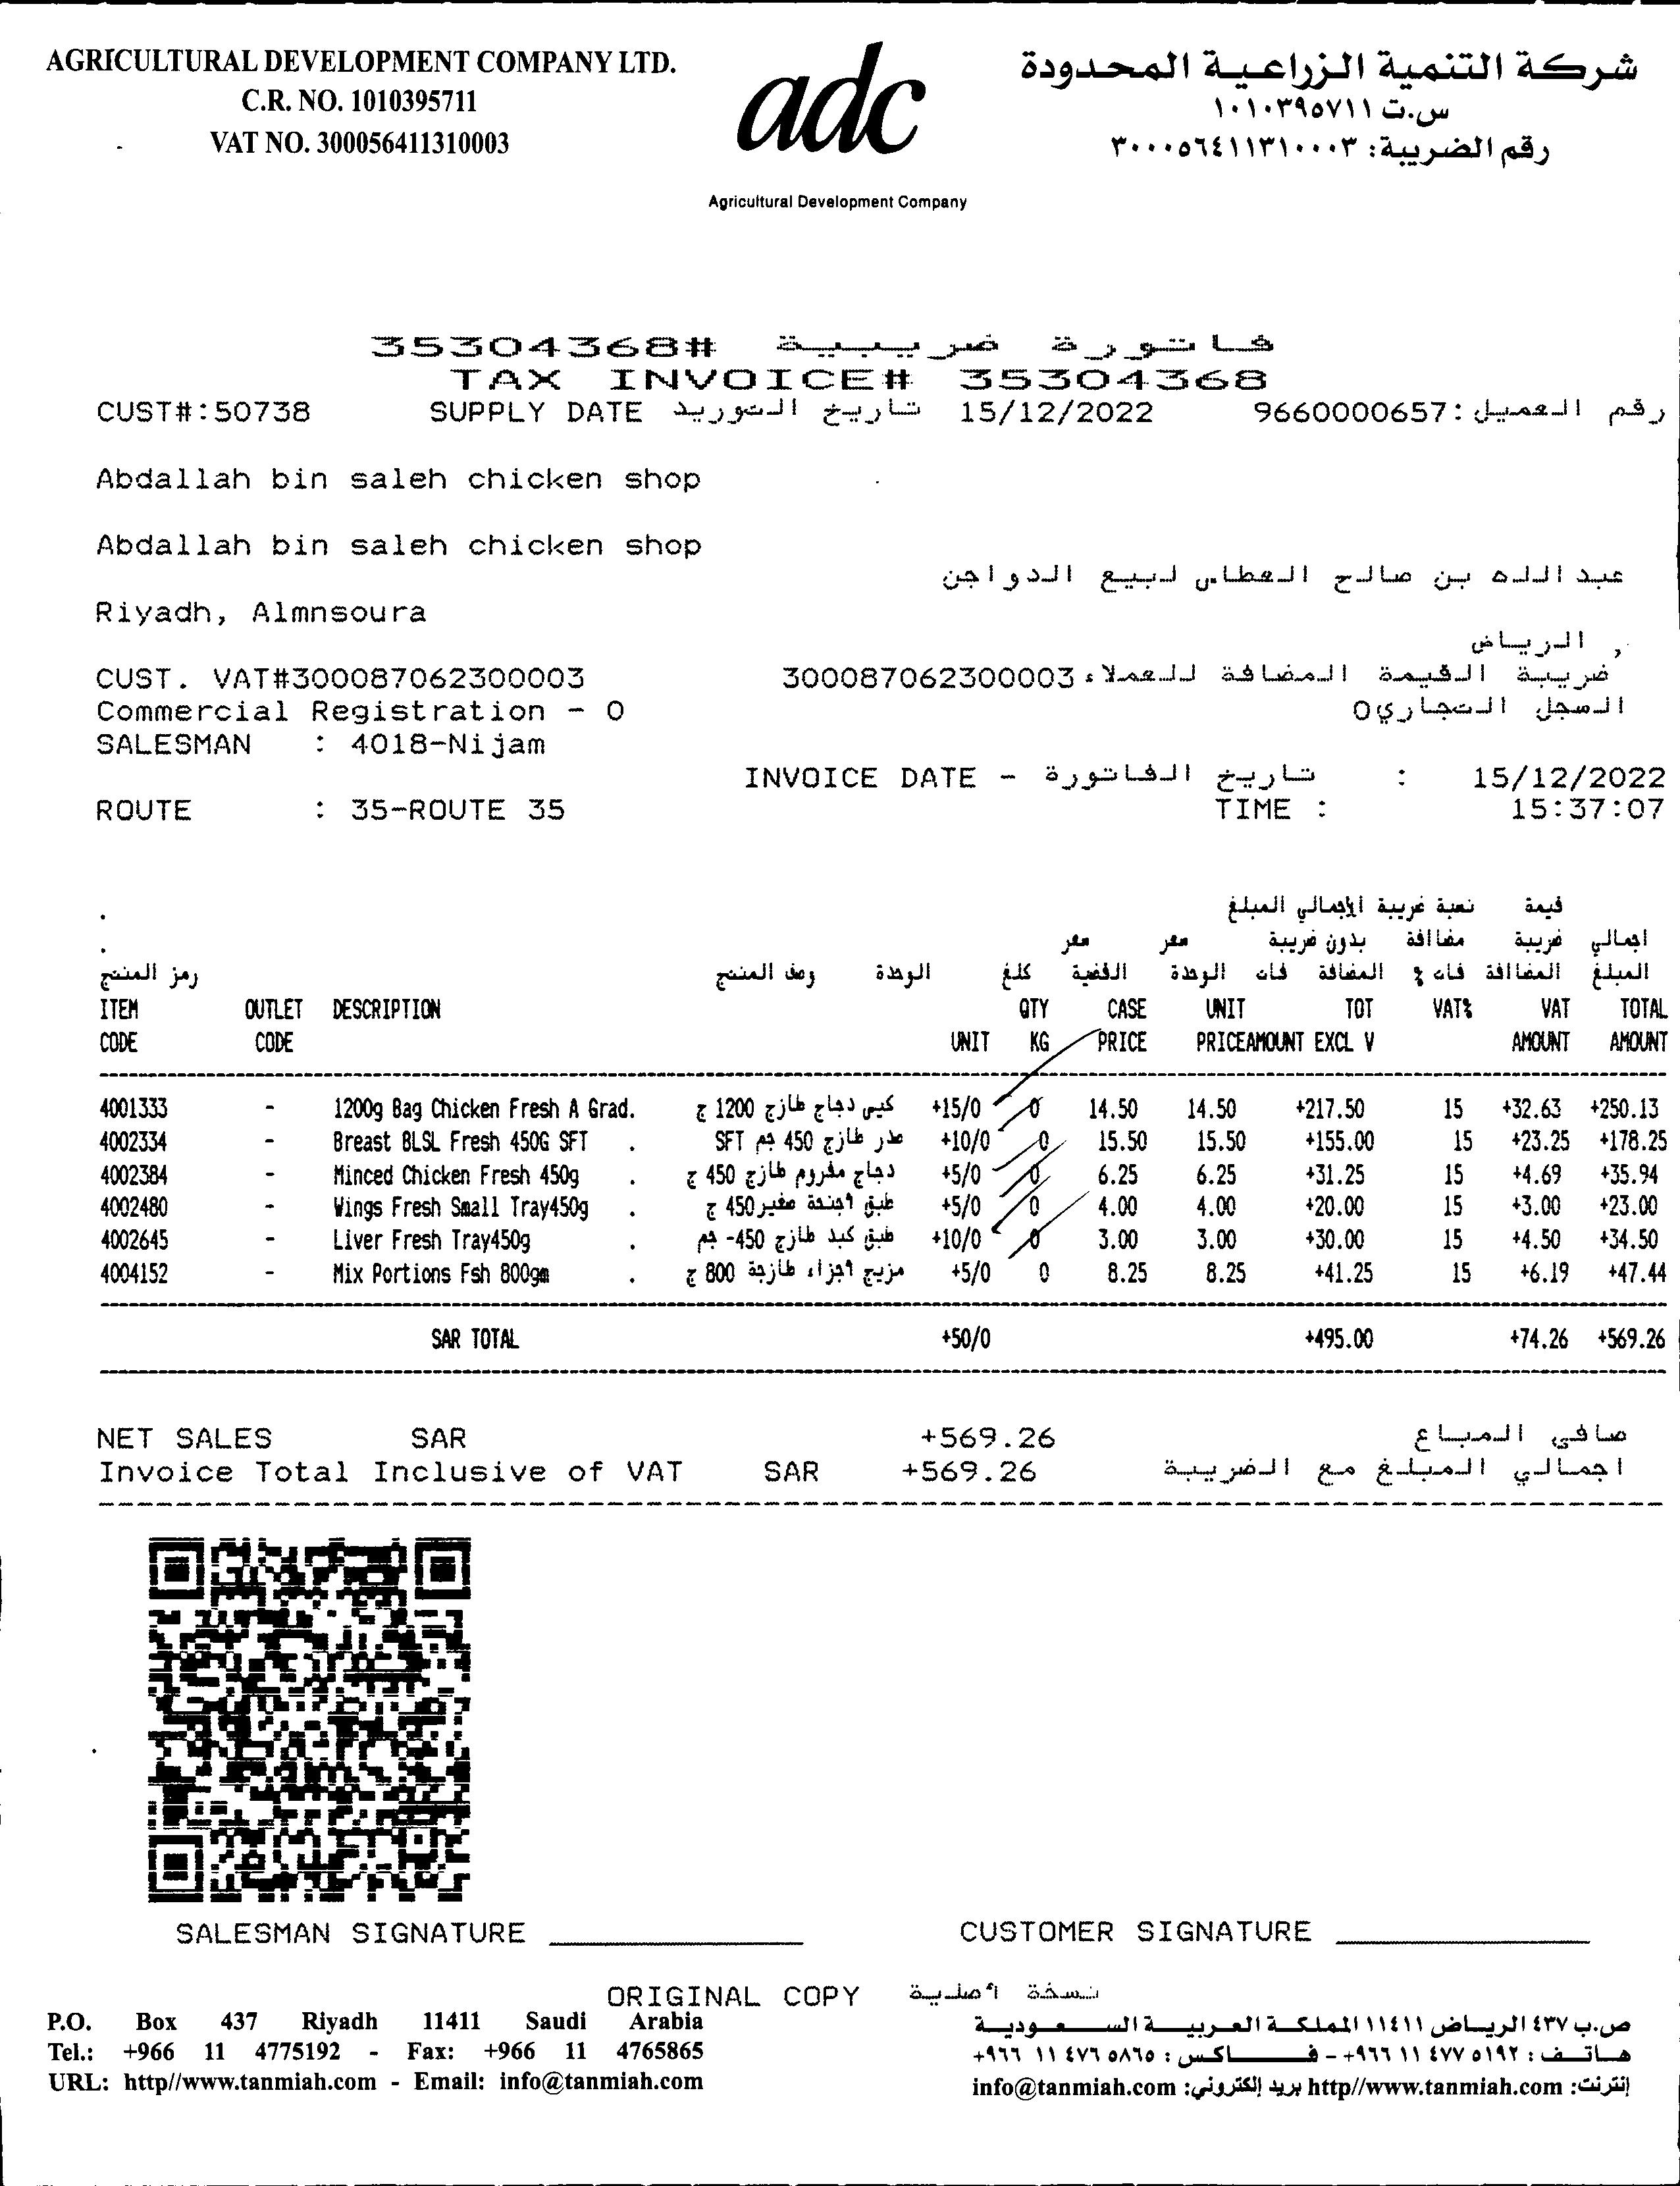 AGRICULTURAL DEVELOPMENT COMPANY LTD.
C.R. NO. 1010395711
VAT NO. 300056411310003
adc
Agricultural Development Company
شركة التنمية الزراعية المحدودة
س.ت ١٠١٠٣٩٥٧١١
رقم الضريبة: ٣٠٠٠٥٦٤١١٣١٠٠٠٣
فاتورة ضريبية #35304368
TAX INVOICE# 35304368
CUST#:50738 SUPPLY DATE تاريخ التوريد 15/12/2022 رقم العميل:9660000657
Abdallah bin saleh chicken shop
Abdallah bin saleh chicken shop
عبدالله بن صالح العطاس لبيع الدواجن
Riyadh, Almnsoura
, الرياض
CUST. VAT#300087062300003 ضريبة القيمة المضافة للعملاء:300087062300003
Commercial Registration - 0 السجل التجاري0
SALESMAN : 4018-Nijam
INVOICE DATE - تاريخ الفاتورة : 15/12/2022
ROUTE : 35-ROUTE 35 TIME : 15:37:07
نسبة ضريبة الإجمالي المبلغ قيمة
سعر سعر بدون ضريبة مضاافة ضريبة اجمالي
رمز المنتج وصف المنتج الوحدة كلغ القضية الوحدة المضافة فات فات % المضاافة المبلغ
ITEM OUTLET DESCRIPTION QTY CASE UNIT TOT VAT% VAT TOTAL
CODE CODE UNIT KG PRICE PRICEAMOUNT EXCL V AMOUNT AMOUNT
4001333 - 1200g Bag Chicken Fresh A Grad. كيس دجاج طازج 1200 ج +15/0 0 14.50 14.50 +217.50 15 +32.63 +250.13
4002334 - Breast BLSL Fresh 450G SFT . صدر طازج 450 جم SFT +10/0 0 15.50 15.50 +155.00 15 +23.25 +178.25
4002384 - Minced Chicken Fresh 450g . دجاج مفروم طازج 450 ج +5/0 0 6.25 6.25 +31.25 15 +4.69 +35.94
4002480 - Wings Fresh Small Tray450g . طبق أجنحة صغير450 ج +5/0 0 4.00 4.00 +20.00 15 +3.00 +23.00
4002645 - Liver Fresh Tray450g . طبق كبد طازج 450- جم +10/0 0 3.00 3.00 +30.00 15 +4.50 +34.50
4004152 - Mix Portions Fsh 800gm . مزيج أجزاء طازجة 800 ج +5/0 0 8.25 8.25 +41.25 15 +6.19 +47.44
SAR TOTAL +50/0 +495.00 +74.26 +569.26
NET SALES SAR +569.26 صافي المباع
Invoice Total Inclusive of VAT SAR +569.26 اجمالي المبلغ مع الضريبة
SALESMAN SIGNATURE CUSTOMER SIGNATURE
ORIGINAL COPY نسخة أصلية
P.O. Box 437 Riyadh 11411 Saudi Arabia
Tel.: +966 11 4775192 - Fax: +966 11 4765865
URL: http//www.tanmiah.com - Email: info@tanmiah.com
ص.ب ٤٣٧ الرياض ١١٤١١ المملكة العربية السعودية
هاتف : ٥١٩٢ ٤٧٧ ١١ ٩٦٦+ - فاكس : ٥٨٦٥ ٤٧٦ ١١ ٩٦٦+
إنترنت: http//www.tanmiah.com بريد إلكتروني: info@tanmiah.com